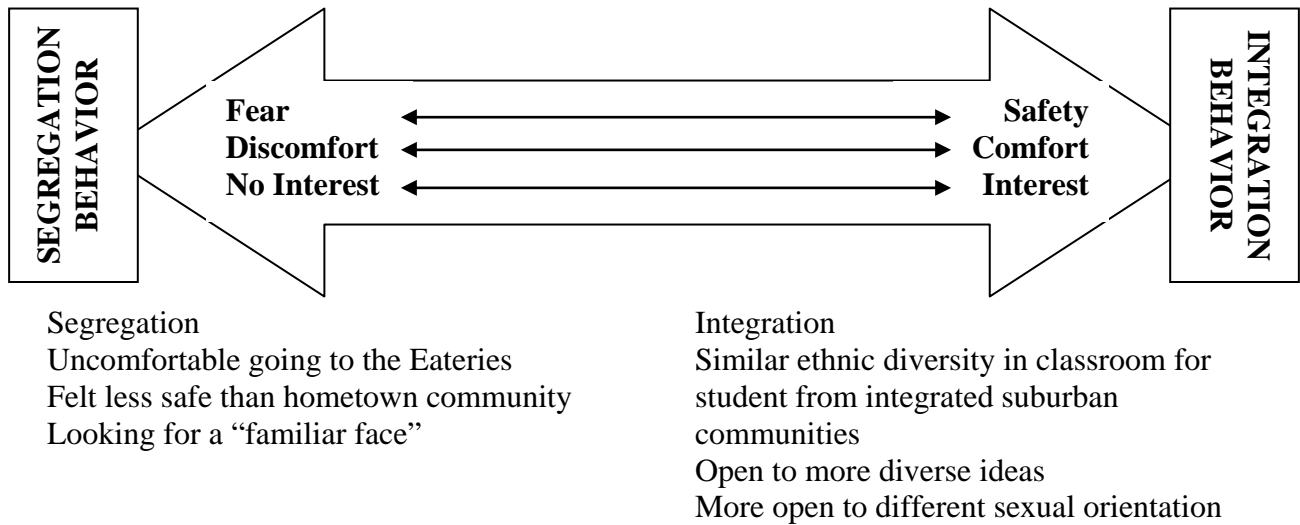 SEGREGATION
BEHAVIOR
Fear
Discomfort
No Interest
Safety
Comfort
Interest
INTEGRATION
BEHAVIOR
Segregation
Uncomfortable going to the Eateries
Felt less safe than hometown community
Looking for a “familiar face”
Integration
Similar ethnic diversity in classroom for
student from integrated suburban
communities
Open to more diverse ideas
More open to different sexual orientation